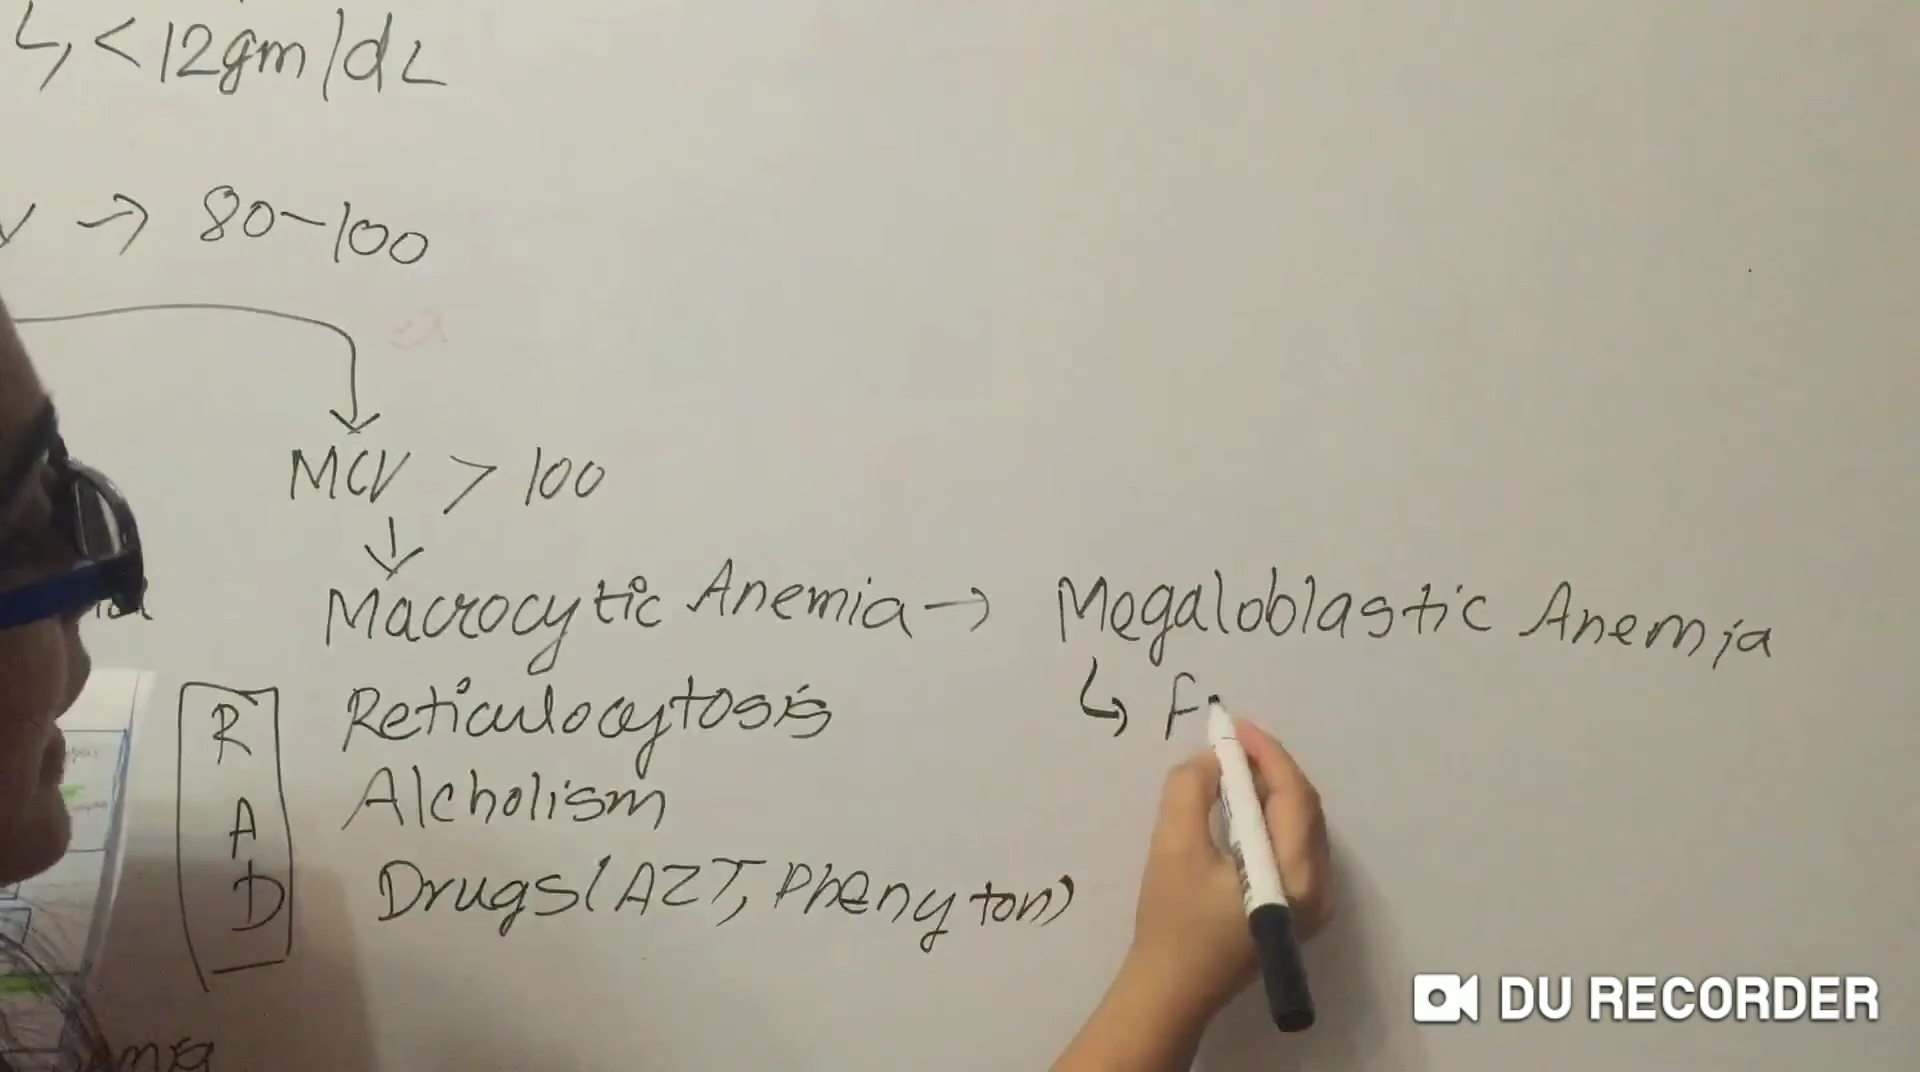 ↳ < 12gm/dL
V → 80-100
MCV > 100
↓
Macrocytic Anemia → Megaloblastic Anemia
R Reticulocytosis ↳ F
A Alcholism
D Drugs (AZT, Phenyton)
DU RECORDER